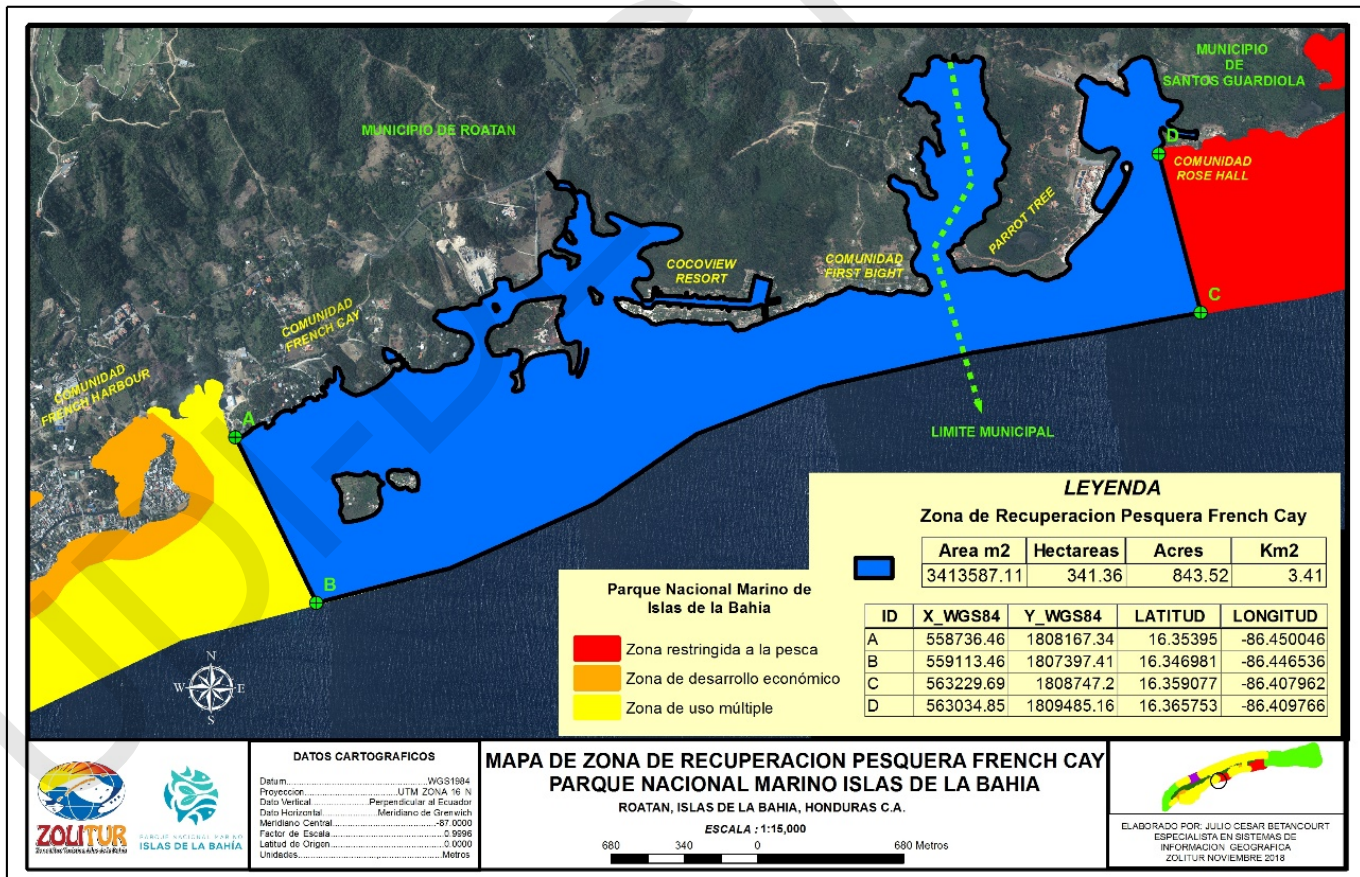 MUNICIPIO
DE
SANTOS GUARDIOLA
MUNICIPIO DE ROATAN
D
COMUNIDAD
ROSE HALL
PARROT TREE
COCOVIEW
RESORT
COMUNIDAD
FIRST BIGHT
C
COMUNIDAD
FRENCH CAY
COMUNIDAD
FRENCH HARBOUR
A
LIMITE MUNICIPAL
B
N
W E
S
LEYENDA
Zona de Recuperacion Pesquera French Cay
Area m2 Hectareas Acres Km2
3413587.11 341.36 843.52 3.41
ID X_WGS84 Y_WGS84 LATITUD LONGITUD
A 558736.46 1808167.34 16.35395 -86.450046
B 559113.46 1807397.41 16.346981 -86.446536
C 563229.69 1808747.2 16.359077 -86.407962
D 563034.85 1809485.16 16.365753 -86.409766
Parque Nacional Marino de
Islas de la Bahia
Zona restringida a la pesca
Zona de desarrollo económico
Zona de uso múltiple
ZOLITUR
PARQUE NACIONAL MARINO
ISLAS DE LA BAHÍA
DATOS CARTOGRAFICOS
Datum WGS1984
Proyeccion UTM ZONA 16 N
Dato Vertical Perpendicular al Ecuador
Dato Horizontal Meridiano de Grenwich
Meridiano Central -87.0000
Factor de Escala 0.9996
Latitud de Origen 0.0000
Unidades Metros
MAPA DE ZONA DE RECUPERACION PESQUERA FRENCH CAY
PARQUE NACIONAL MARINO ISLAS DE LA BAHIA
ROATAN, ISLAS DE LA BAHIA, HONDURAS C.A.
ESCALA : 1:15,000
680 340 0 680 Metros
ELABORADO POR: JULIO CESAR BETANCOURT
ESPECIALISTA EN SISTEMAS DE
INFORMACION GEOGRAFICA
ZOLITUR NOVIEMBRE 2018